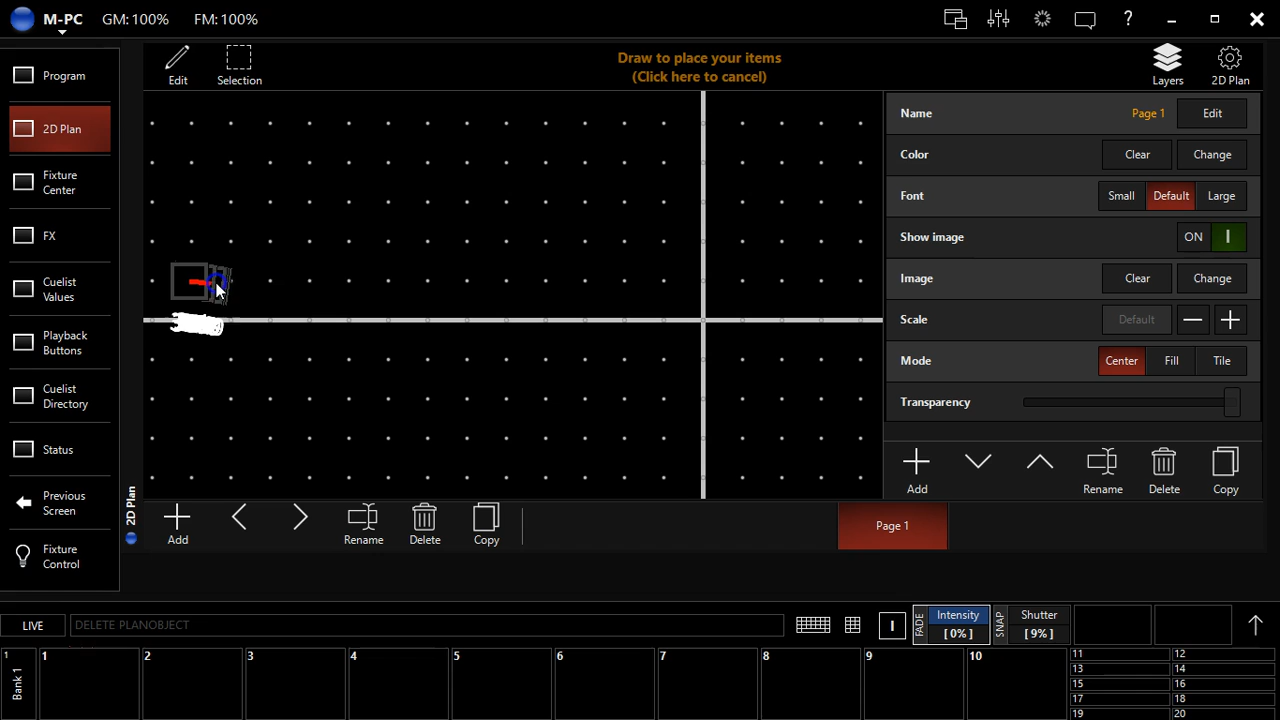 M-PC GM: 100% FM: 100% ?
Edit
Selection
Draw to place your items
(Click here to cancel)
Layers
2D Plan
Program
2D Plan
Fixture
Center
FX
Cuelist
Values
Playback
Buttons
Cuelist
Directory
Status
Previous
Screen
Fixture
Control
Name Page 1 Edit
Color Clear Change
Font Small Default Large
Show image ON I
Image Clear Change
Scale Default
Mode Center Fill Tile
Transparency
Add Rename Delete Copy
2D Plan
Add Rename Delete Copy
Page 1
LIVE DELETE PLANOBJECT I
FADE Intensity
[0%]
SNAP Shutter
[9%]
1 Bank 1
1 2 3 4 5 6 7 8 9 10
11 12
13 14
15 16
17 18
19 20